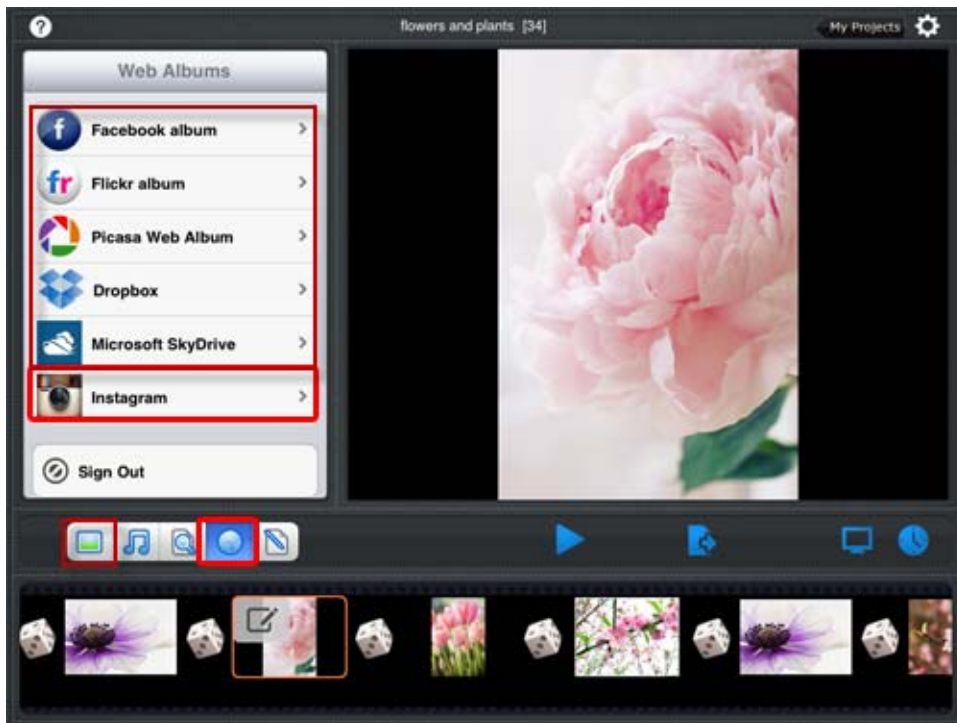 ?
flowers and plants [34]
My Projects
Web Albums
f Facebook album
fr Flickr album
Picasa Web Album
Dropbox
Microsoft SkyDrive
Instagram
Sign Out